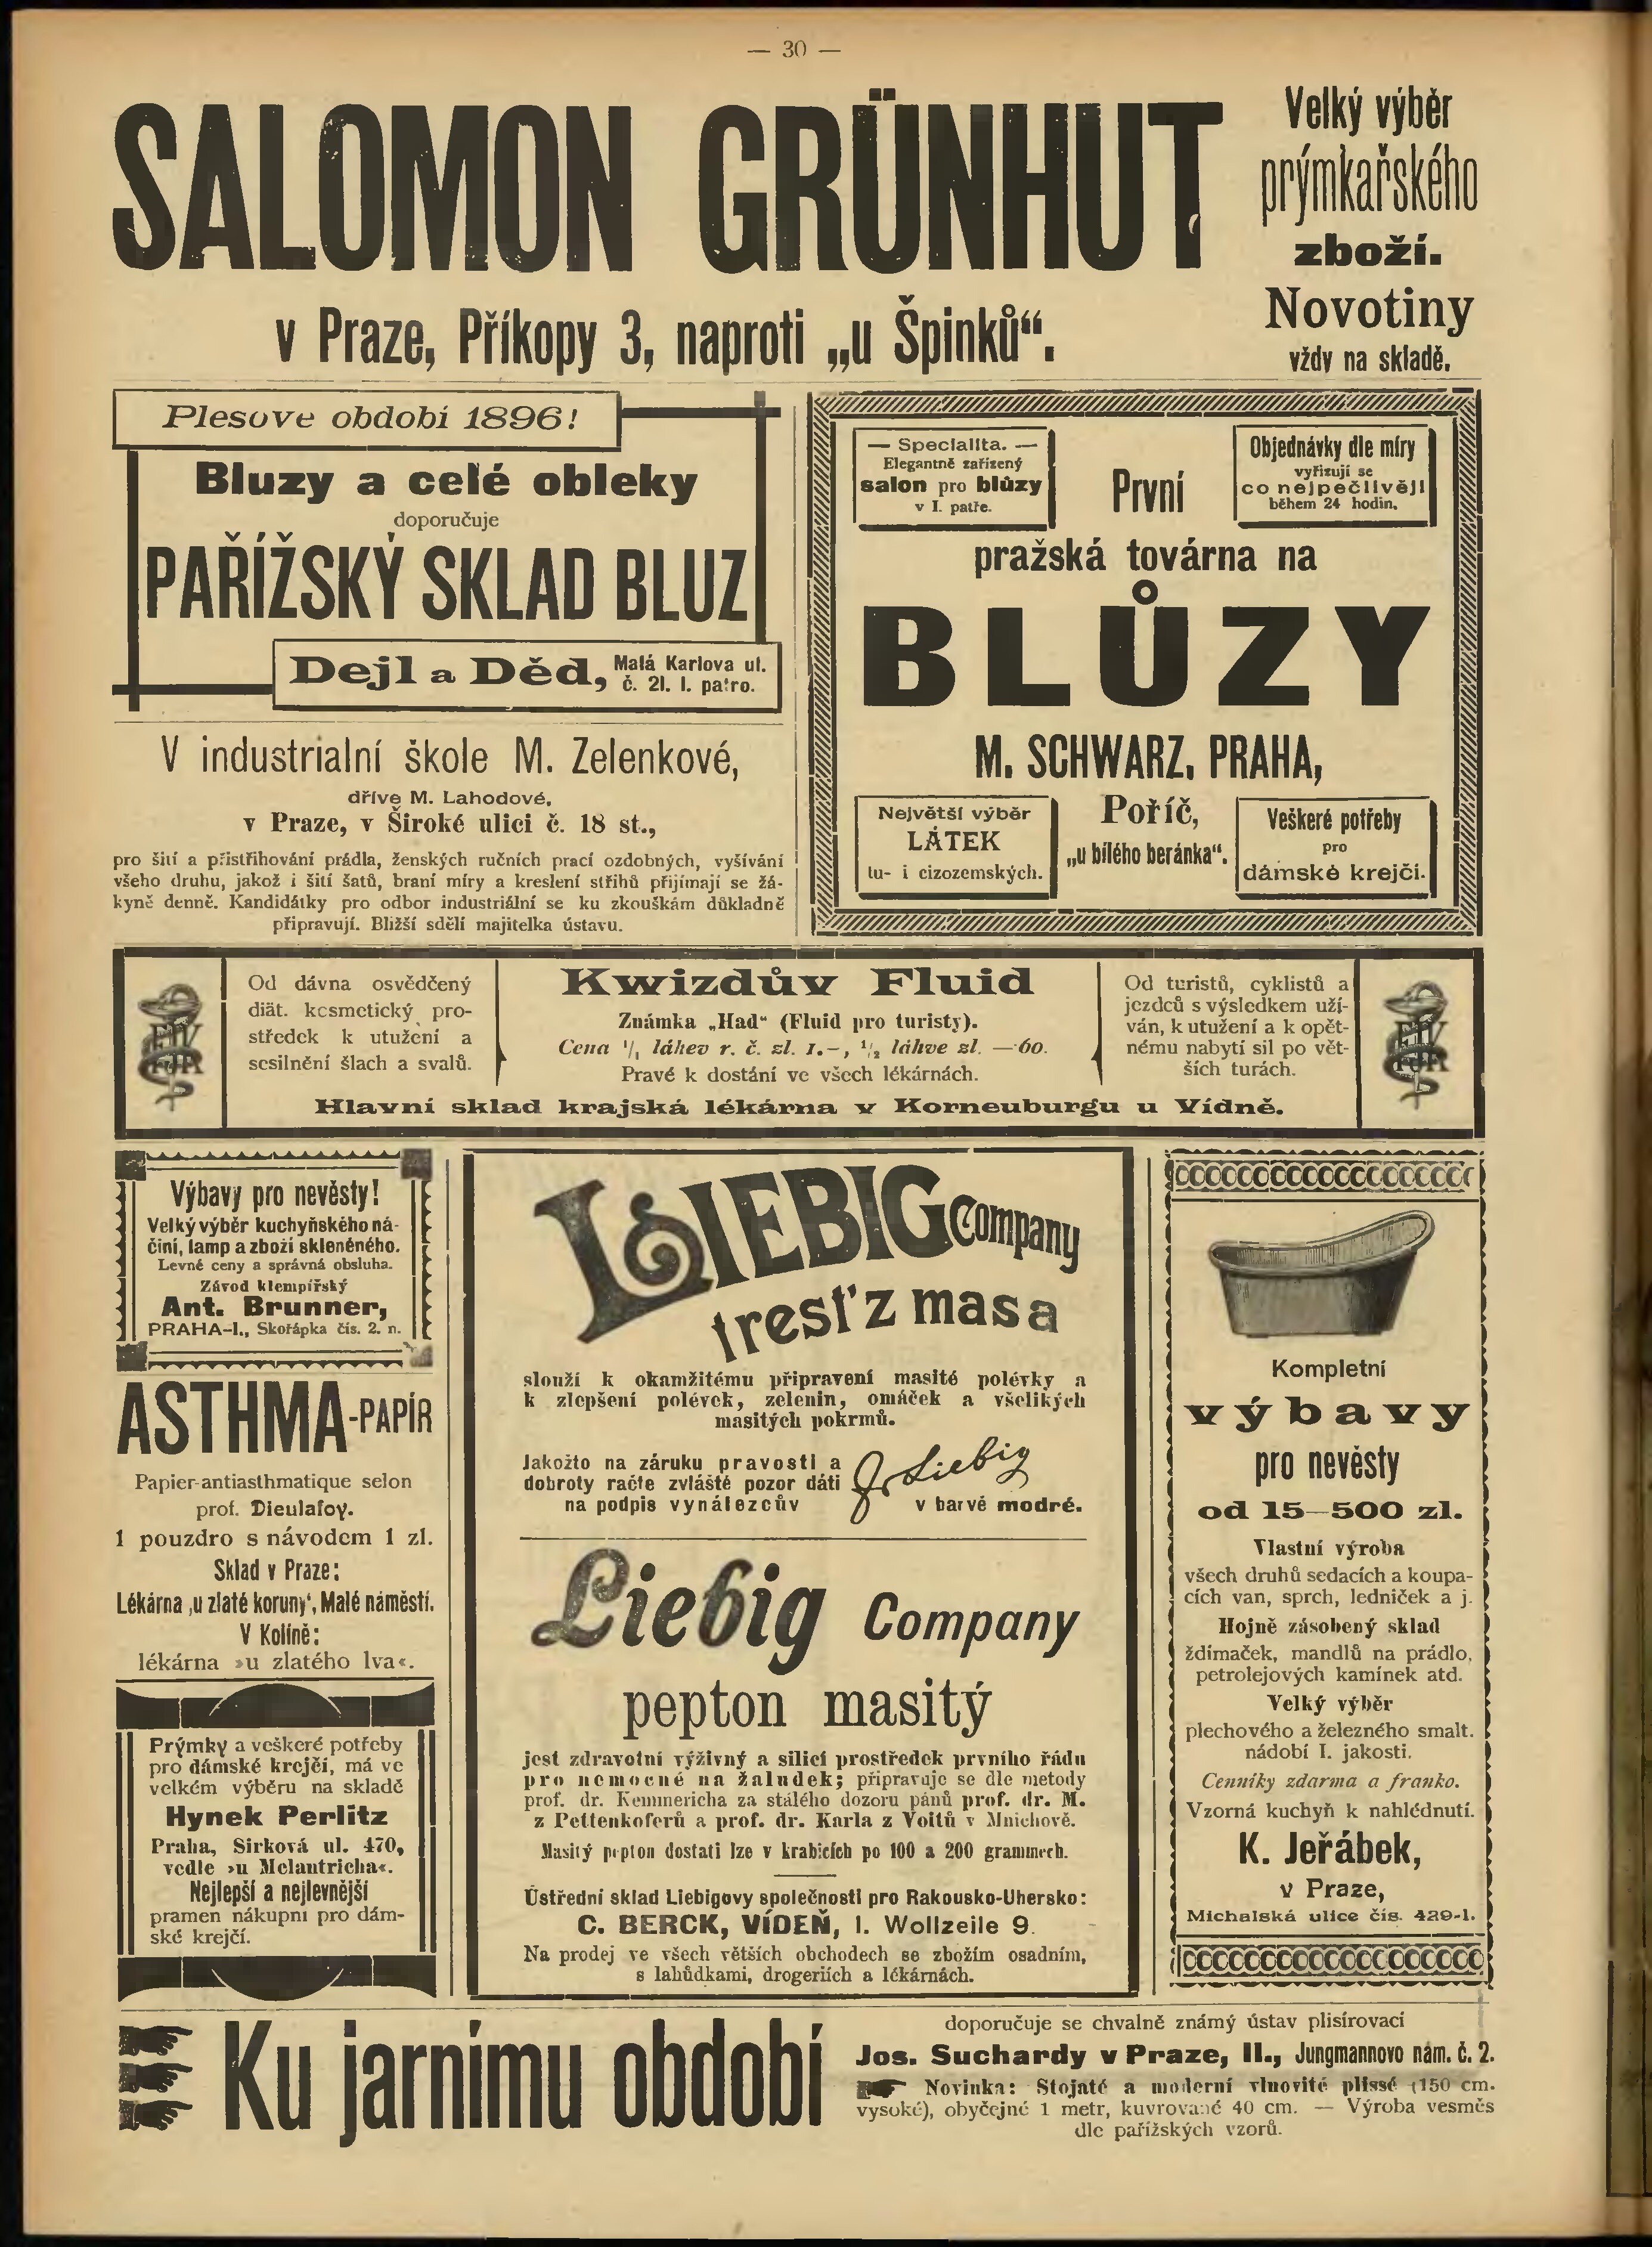 — 30 —
SALOMON GRÜNHUT
v Praze, Příkopy 3, naproti „u Špinků“.
Velký výběr
prýmkařského
zboží.
Novotiny
vždy na skladě.
Plesove období 1896!
Bluzy a celé obleky
doporučuje
PAŘÍŽSKÝ SKLAD BLUZ
Dejl a Děd, Malá Karlova ul.
č. 21. I. patro.
V industrialní škole M. Zelenkové,
dříve M. Lahodové,
v Praze, v Široké ulici č. 18 st.,
pro šití a přistřihování prádla, ženských ručních prací ozdobných, vyšívání
všeho druhu, jakož i šití šatů, braní míry a kreslení střihů přijímají se žá-
kyně denně. Kandidátky pro odbor industriální se ku zkouškám důkladně
připravují. Bližší sdělí majitelka ústavu.
— Specialita. —
Elegantně zařízený
salon pro blůzy
v I. patře.
První
Objednávky dle míry
vyřizují se
co nejpečlivěji
během 24 hodin.
pražská továrna na
BLŮZY
M. SCHWARZ, PRAHA,
Největší výběr
LÁTEK
tu- i cizozemských.
Poříč,
„u bílého beránka“.
Veškeré potřeby
pro
dámské krejčí.
Od dávna osvědčený
diät. kosmetický pro-
středek k utužení a
sesilnění šlach a svalů.
Kwizdův Fluid
Známka „Had“ (Fluid pro turisty).
Cena 1/1 láhev r. č. zl. 1.–, 1/2 láhve zl. —·60.
Pravé k dostání ve všech lékárnách.
Od turistů, cyklistů a
jezdců s výsledkem uží-
ván, k utužení a k opět-
nému nabytí sil po vět-
ších turách.
Hlavní sklad krajská lékárna v Korneuburgu u Vídně.
Výbavy pro nevěsty!
Velký výběr kuchyňského ná-
činí, lamp a zboží skleněného.
Levné ceny a správná obsluha.
Závod klempířský
Ant. Brunner,
PRAHA-I., Skořápka čís. 2. n.
ASTHMA-PAPÍR
Papier-antiasthmatique selon
prof. Dieulafoy.
1 pouzdro s návodem 1 zl.
Sklad v Praze:
Lékárna ‚u zlaté koruny‘, Malé náměstí.
V Kolíně:
lékárna »u zlatého lva«.
Prýmky a veškeré potřeby
pro dámské krejčí, má ve
velkém výběru na skladě
Hynek Perlitz
Praha, Sirková ul. 470,
vedle »u Melantricha«.
Nejlepší a nejlevnější
pramen nákupní pro dám-
ské krejčí.
LIEBIG Company
tresť z masa
slouží k okamžitému připravení masité polévky a
k zlepšení polévek, zelenin, omáček a všelikých
masitých pokrmů.
Jakožto na záruku pravosti a
dobroty račte zvláště pozor dáti
na podpis vynálezcův
J. Liebig
v barvě modré.
Liebig Company
pepton masitý
jest zdravotní výživný a sílící prostředek prvního řádu
pro nemocné na žaludek; připravuje se dle metody
prof. dr. Kemmericha za stálého dozoru pánů prof. dr. M.
z Pettenkoferů a prof. dr. Karla z Voitů v Mnichově.
Masitý pepton dostati lze v krabicích po 100 a 200 grammech.
Ústřední sklad Liebigovy společnosti pro Rakousko-Uhersko:
C. BERCK, VÍDEŇ, I. Wollzeile 9.
Na prodej ve všech větších obchodech se zbožím osadním,
s lahůdkami, drogeriích a lékárnách.
Kompletní
výbavy
pro nevěsty
od 15–500 zl.
Vlastní výroba
všech druhů sedacích a koupa-
cích van, sprch, ledniček a j.
Hojně zásobený sklad
ždímaček, mandlů na prádlo,
petrolejových kamínek atd.
Velký výběr
plechového a železného smalt.
nádobí I. jakosti.
Cenníky zdarma a franko.
Vzorná kuchyň k nahlédnutí.
K. Jeřábek,
v Praze,
Michalská ulice čís. 429-I.
Ku jarnímu období
doporučuje se chvalně známý ústav plisírovací
Jos. Suchardy v Praze, II., Jungmannovo nám. č. 2.
Novinka: Stojaté a moderní vlnovité plissé (150 cm.
vysoké), obyčejné 1 metr, kuvrované 40 cm. — Výroba vesměs
dle pařížských vzorů.